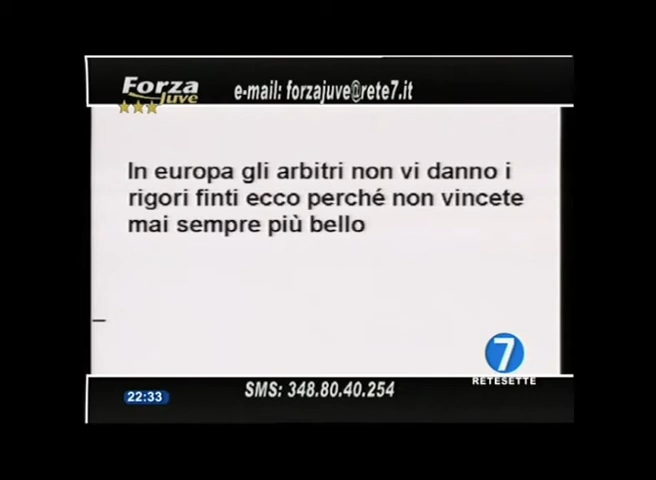 Forza
Juve
e-mail: forzajuve@rete7.it
In europa gli arbitri non vi danno i
rigori finti ecco perché non vincete
mai sempre più bello
7
RETESETTE
22:33
SMS: 348.80.40.254